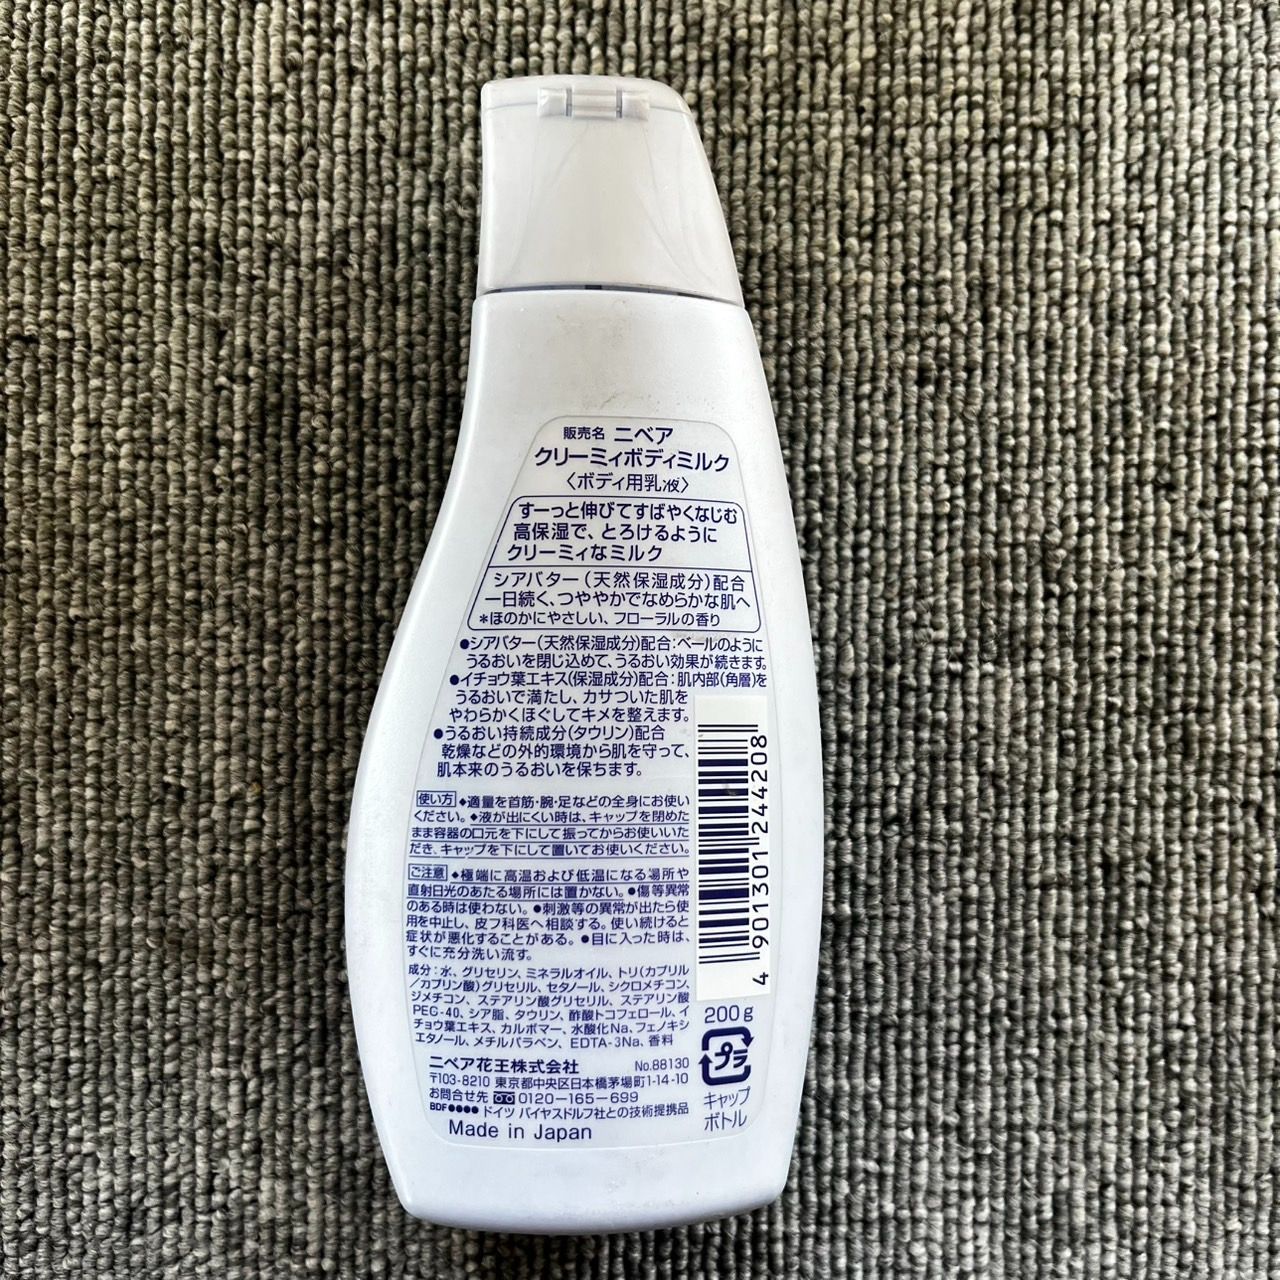 販売名 ニベア
クリーミィボディミルク
〈ボディ用乳液〉
すーっと伸びてすばやくなじむ
高保湿で、とろけるように
クリーミィなミルク
シアバター(天然保湿成分)配合
一日続く、つややかでなめらかな肌へ
*ほのかにやさしい、フローラルの香り
●シアバター(天然保湿成分)配合:ベールのように
うるおいを閉じ込めて、うるおい効果が続きます。
●イチョウ葉エキス(保湿成分)配合:肌内部(角層)を
うるおいで満たし、カサついた肌を
やわらかくほぐしてキメを整えます。
●うるおい持続成分(タウリン)配合
乾燥などの外的環境から肌を守って、
肌本来のうるおいを保ちます。
使い方 ◆適量を首筋・腕・足などの全身にお使い
ください。◆液が出にくい時は、キャップを閉めた
まま容器の口元を下にして振ってからお使いいた
だき、キャップを下にして置いてお使いください。
ご注意 ◆極端に高温および低温になる場所や
直射日光のあたる場所には置かない。●傷等異常
のある時は使わない。●刺激等の異常が出たら使
用を中止し、皮フ科医へ相談する。使い続けると
症状が悪化することがある。●目に入った時は、
すぐに充分洗い流す。
成分:水、グリセリン、ミネラルオイル、トリ(カプリル
/カプリン酸)グリセリル、セタノール、シクロメチコン、
ジメチコン、ステアリン酸グリセリル、ステアリン酸
PEG-40、シア脂、タウリン、酢酸トコフェロール、イ
チョウ葉エキス、カルボマー、水酸化Na、フェノキシ
エタノール、メチルパラベン、EDTA-3Na、香料
ニベア花王株式会社 No.88130
〒103-8210 東京都中央区日本橋茅場町1-14-10
お問合せ先 0120-165-699
BDF●●●● ドイツ バイヤスドルフ社との技術提携品
Made in Japan
4 901301 244208
200g
プラ
キャップ
ボトル